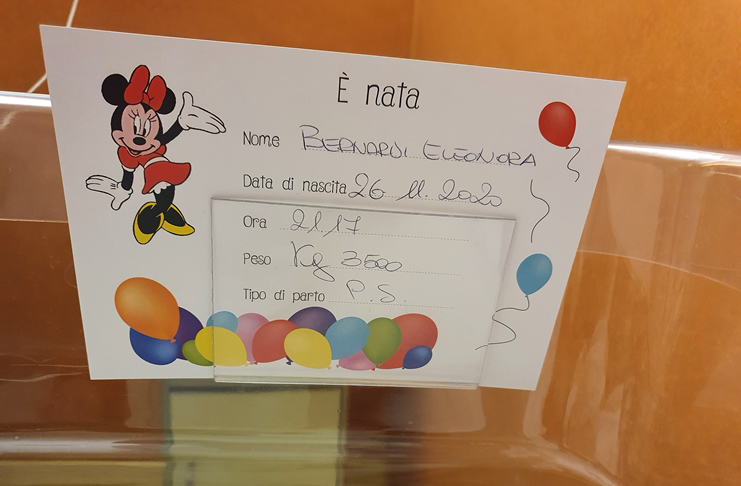 È nata
Nome BERNARDI ELEONORA
Data di nascita 26 11 2020
Ora 21.17
Peso Kg 3500
Tipo di parto P.S.